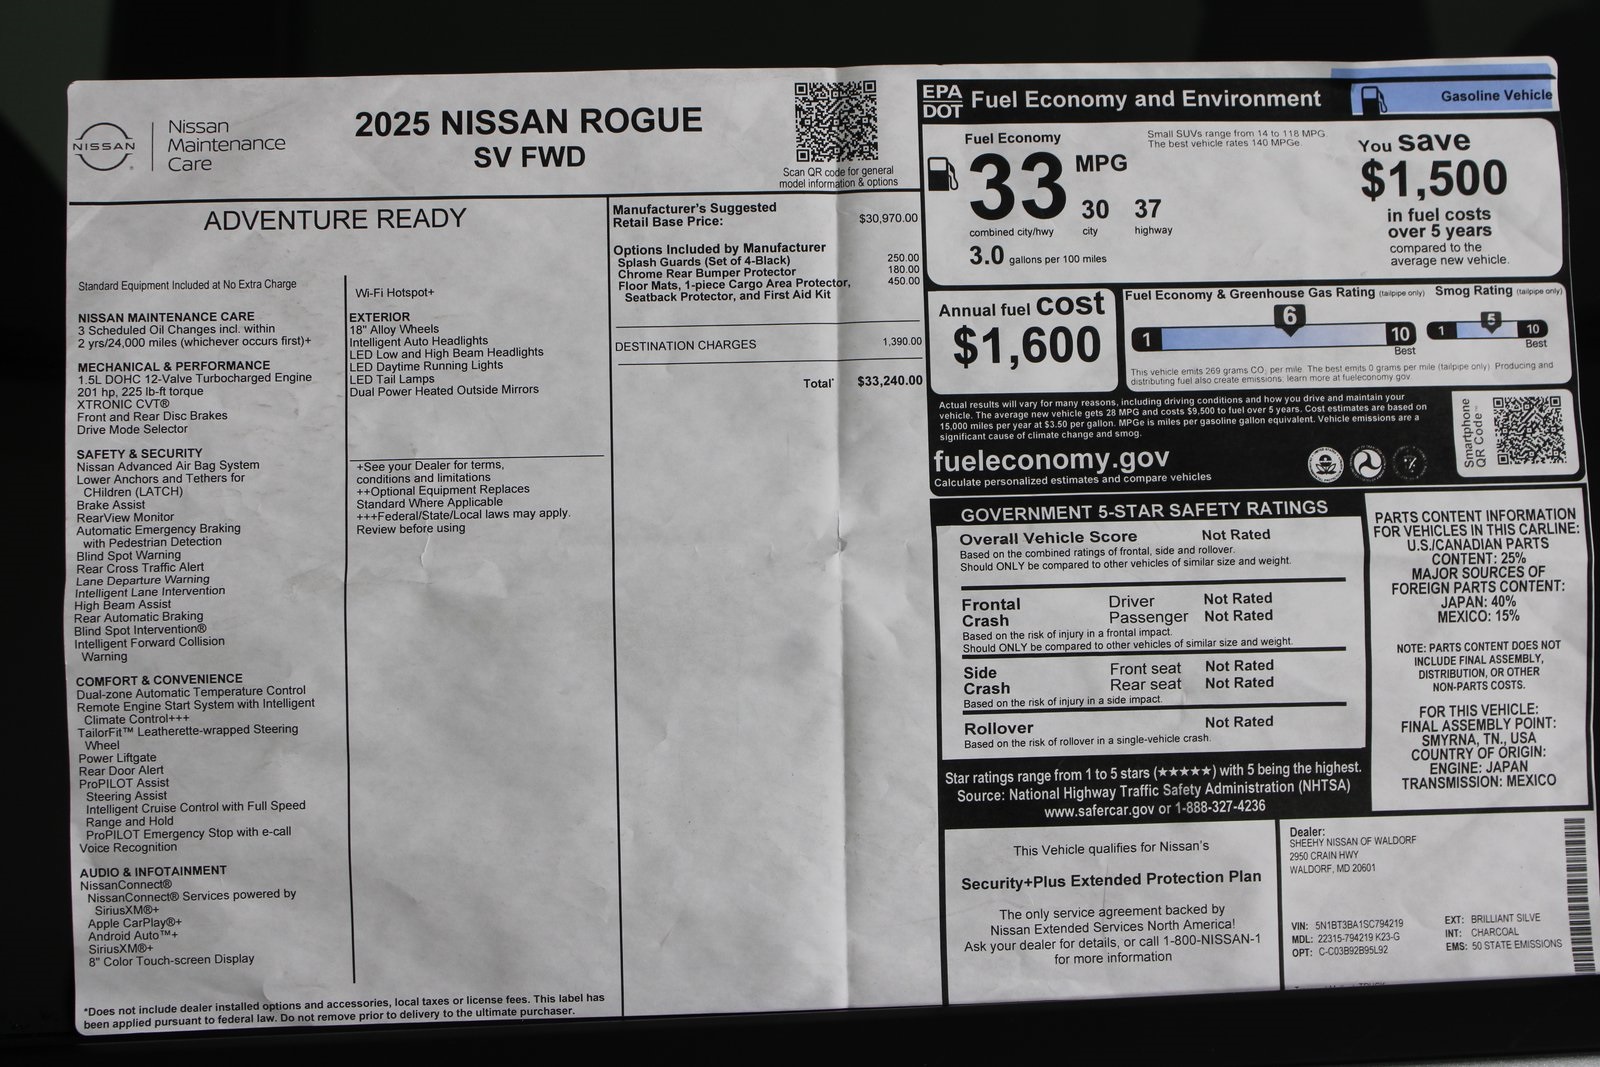 NISSAN
Nissan
Maintenance
Care
2025 NISSAN ROGUE
SV FWD
Scan QR code for general
model information & options
ADVENTURE READY
Standard Equipment Included at No Extra Charge
NISSAN MAINTENANCE CARE
3 Scheduled Oil Changes incl. within
2 yrs/24,000 miles (whichever occurs first)+
MECHANICAL & PERFORMANCE
1.5L DOHC 12-Valve Turbocharged Engine
201 hp, 225 lb-ft torque
XTRONIC CVT®
Front and Rear Disc Brakes
Drive Mode Selector
SAFETY & SECURITY
Nissan Advanced Air Bag System
Lower Anchors and Tethers for
CHildren (LATCH)
Brake Assist
RearView Monitor
Automatic Emergency Braking
with Pedestrian Detection
Blind Spot Warning
Rear Cross Traffic Alert
Lane Departure Warning
Intelligent Lane Intervention
High Beam Assist
Rear Automatic Braking
Blind Spot Intervention®
Intelligent Forward Collision
Warning
COMFORT & CONVENIENCE
Dual-zone Automatic Temperature Control
Remote Engine Start System with Intelligent
Climate Control+++
TailorFit™ Leatherette-wrapped Steering
Wheel
Power Liftgate
Rear Door Alert
ProPILOT Assist
Steering Assist
Intelligent Cruise Control with Full Speed
Range and Hold
ProPILOT Emergency Stop with e-call
Voice Recognition
AUDIO & INFOTAINMENT
NissanConnect®
NissanConnect® Services powered by
SiriusXM®+
Apple CarPlay®+
Android Auto™+
SiriusXM®+
8" Color Touch-screen Display
Wi-Fi Hotspot+
EXTERIOR
18" Alloy Wheels
Intelligent Auto Headlights
LED Low and High Beam Headlights
LED Daytime Running Lights
LED Tail Lamps
Dual Power Heated Outside Mirrors
+See your Dealer for terms,
conditions and limitations
++Optional Equipment Replaces
Standard Where Applicable
+++Federal/State/Local laws may apply.
Review before using
*Does not include dealer installed options and accessories, local taxes or license fees. This label has
been applied pursuant to federal law. Do not remove prior to delivery to the ultimate purchaser.
Manufacturer's Suggested
Retail Base Price: $30,970.00
Options Included by Manufacturer
Splash Guards (Set of 4-Black) 250.00
Chrome Rear Bumper Protector 180.00
Floor Mats, 1-piece Cargo Area Protector, 450.00
Seatback Protector, and First Aid Kit
DESTINATION CHARGES 1,390.00
Total* $33,240.00
EPA
DOT
Fuel Economy and Environment
Gasoline Vehicle
Fuel Economy
33 MPG
combined city/hwy
30
city
37
highway
3.0 gallons per 100 miles
Small SUVs range from 14 to 118 MPG.
The best vehicle rates 140 MPGe.
You save
$1,500
in fuel costs
over 5 years
compared to the
average new vehicle.
Annual fuel cost
$1,600
Fuel Economy & Greenhouse Gas Rating (tailpipe only)
1 6 10
Best
Smog Rating (tailpipe only)
1 5 10
Best
This vehicle emits 269 grams CO2 per mile. The best emits 0 grams per mile (tailpipe only). Producing and
distributing fuel also create emissions: learn more at fueleconomy.gov
Actual results will vary for many reasons, including driving conditions and how you drive and maintain your
vehicle. The average new vehicle gets 28 MPG and costs $9,500 to fuel over 5 years. Cost estimates are based on
15,000 miles per year at $3.50 per gallon. MPGe is miles per gasoline gallon equivalent. Vehicle emissions are a
significant cause of climate change and smog.
fueleconomy.gov
Calculate personalized estimates and compare vehicles
Smartphone
QR Code™
GOVERNMENT 5-STAR SAFETY RATINGS
Overall Vehicle Score Not Rated
Based on the combined ratings of frontal, side and rollover.
Should ONLY be compared to other vehicles of similar size and weight.
Frontal Driver Not Rated
Crash Passenger Not Rated
Based on the risk of injury in a frontal impact.
Should ONLY be compared to other vehicles of similar size and weight.
Side Front seat Not Rated
Crash Rear seat Not Rated
Based on the risk of injury in a side impact.
Rollover Not Rated
Based on the risk of rollover in a single-vehicle crash.
Star ratings range from 1 to 5 stars (★★★★★) with 5 being the highest.
Source: National Highway Traffic Safety Administration (NHTSA)
www.safercar.gov or 1-888-327-4236
PARTS CONTENT INFORMATION
FOR VEHICLES IN THIS CARLINE:
U.S./CANADIAN PARTS
CONTENT: 25%
MAJOR SOURCES OF
FOREIGN PARTS CONTENT:
JAPAN: 40%
MEXICO: 15%
NOTE: PARTS CONTENT DOES NOT
INCLUDE FINAL ASSEMBLY,
DISTRIBUTION, OR OTHER
NON-PARTS COSTS.
FOR THIS VEHICLE:
FINAL ASSEMBLY POINT:
SMYRNA, TN., USA
COUNTRY OF ORIGIN:
ENGINE: JAPAN
TRANSMISSION: MEXICO
This Vehicle qualifies for Nissan's
Security+Plus Extended Protection Plan
The only service agreement backed by
Nissan Extended Services North America!
Ask your dealer for details, or call 1-800-NISSAN-1
for more information
Dealer:
SHEEHY NISSAN OF WALDORF
2950 CRAIN HWY
WALDORF, MD 20601
VIN: 5N1BT3BA1SC794219
MDL: 22315-794219 K23-G
OPT: C-C03B92B95L92
EXT: BRILLIANT SILVE
INT: CHARCOAL
EMS: 50 STATE EMISSIONS